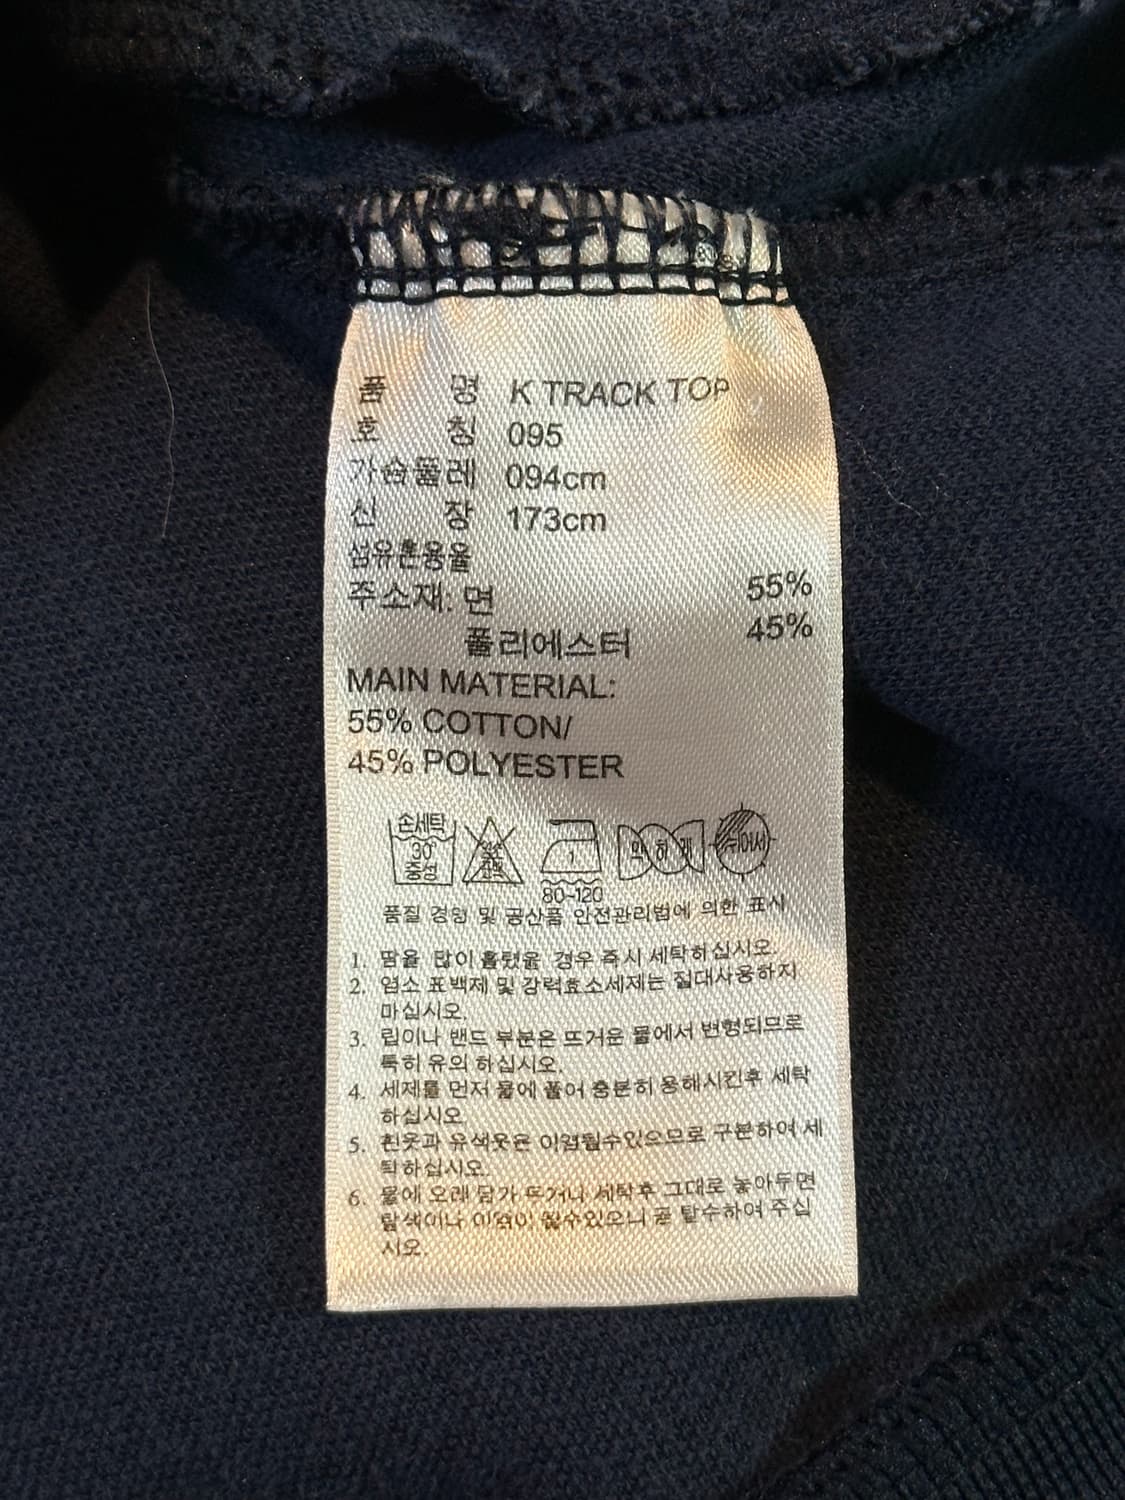 품 명 K TRACK TOP
호 칭 095
가슴둘레 094cm
신 장 173cm
섬유혼용율
주소재: 면 55%
폴리에스터 45%
MAIN MATERIAL:
55% COTTON/
45% POLYESTER
손세탁
30°
중성
염소
표백
1
80~120
약하게
뉘어서
품질 경영 및 공산품 안전관리법에 의한 표시
1. 땀을 많이 흘렸을 경우 즉시 세탁하십시오.
2. 염소 표백제 및 강력효소세제는 절대사용하지
마십시오.
3. 립이나 밴드 부분은 뜨거운 물에서 변형되므로
특히 유의 하십시오.
4. 세제를 먼저 물에 풀어 충분히 용해시킨후 세탁
하십시오
5. 흰옷과 유색옷은 이염될수있으므로 구분하여 세
탁하십시오.
6. 물에 오래 담가 두거나 세탁후 그대로 놓아두면
탈색이나 이염이 될수있으니 곧 탈수하여 주십
시오.